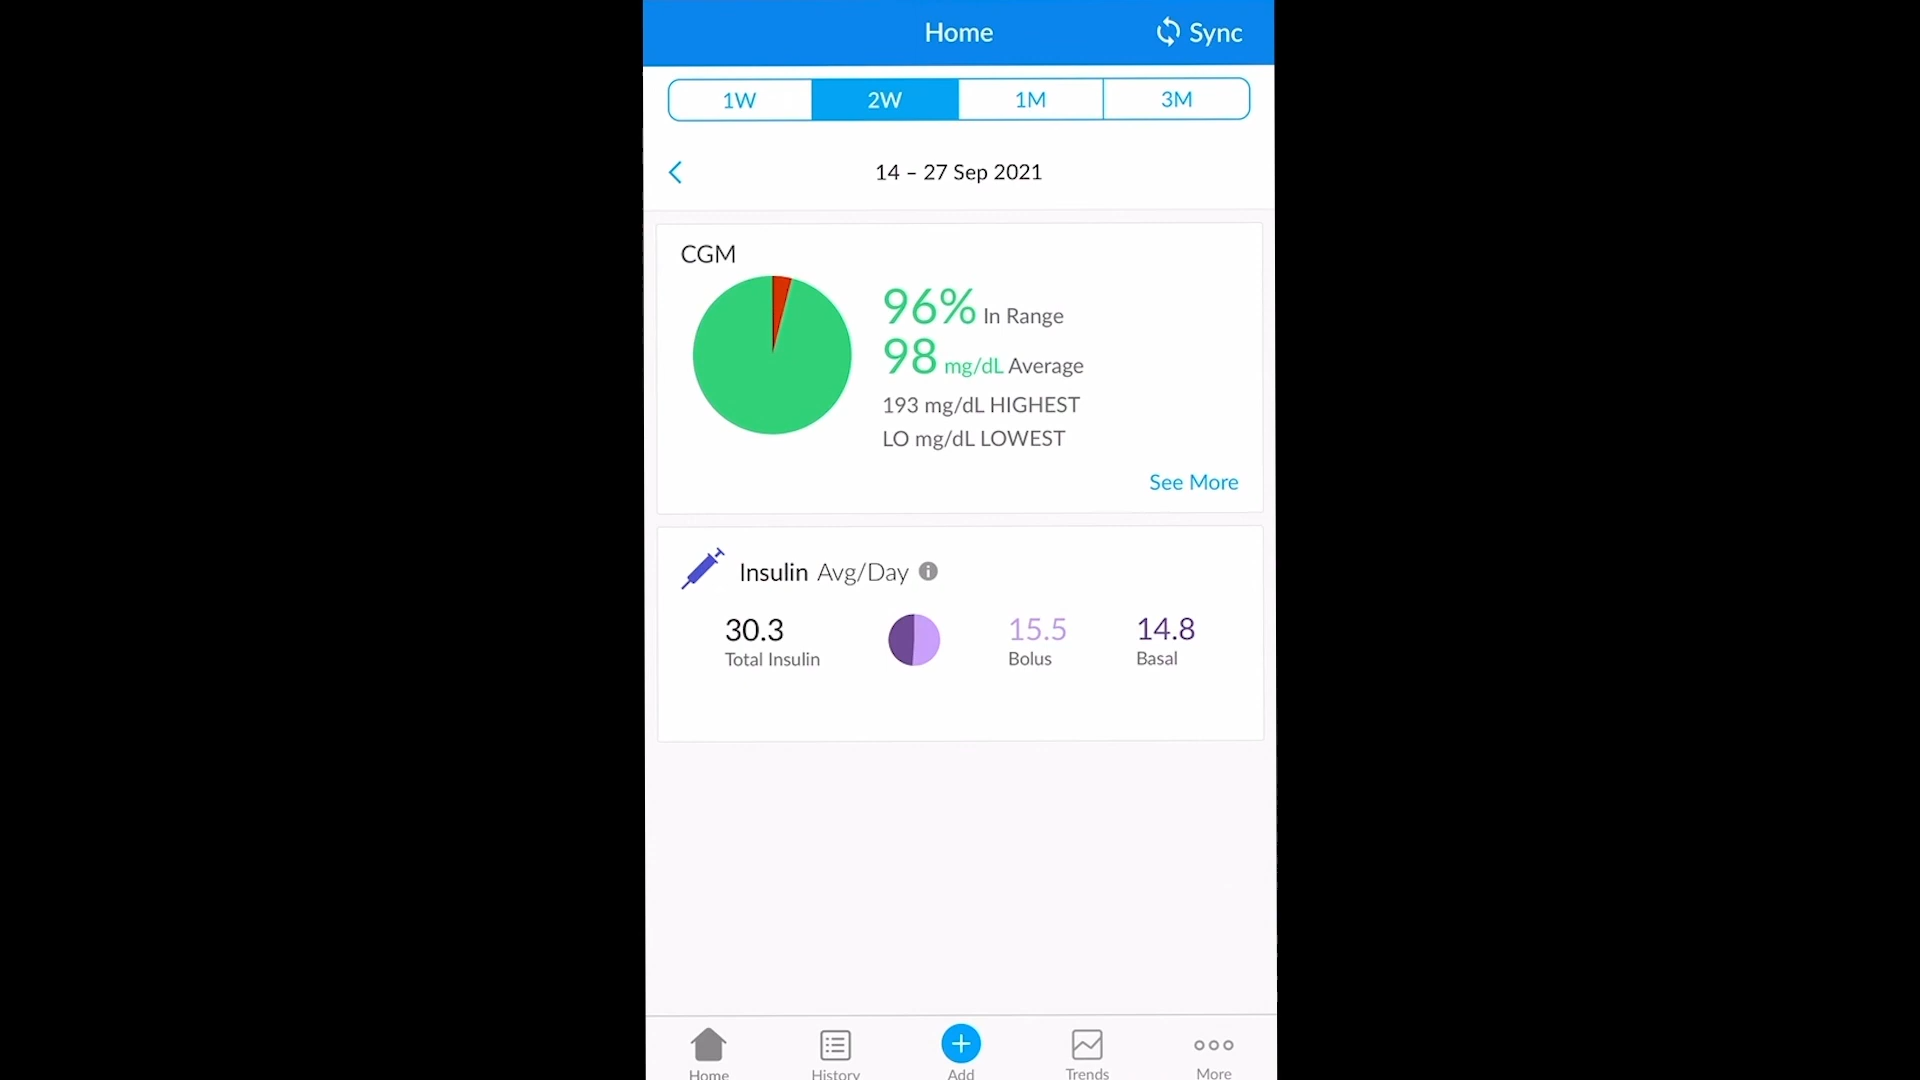 Home
Sync
1W 2W 1M 3M
14 – 27 Sep 2021
CGM
96% In Range
98 mg/dL Average
193 mg/dL HIGHEST
LO mg/dL LOWEST
See More
Insulin Avg/Day
30.3 15.5 14.8
Total Insulin Bolus Basal
Home History Add Trends More